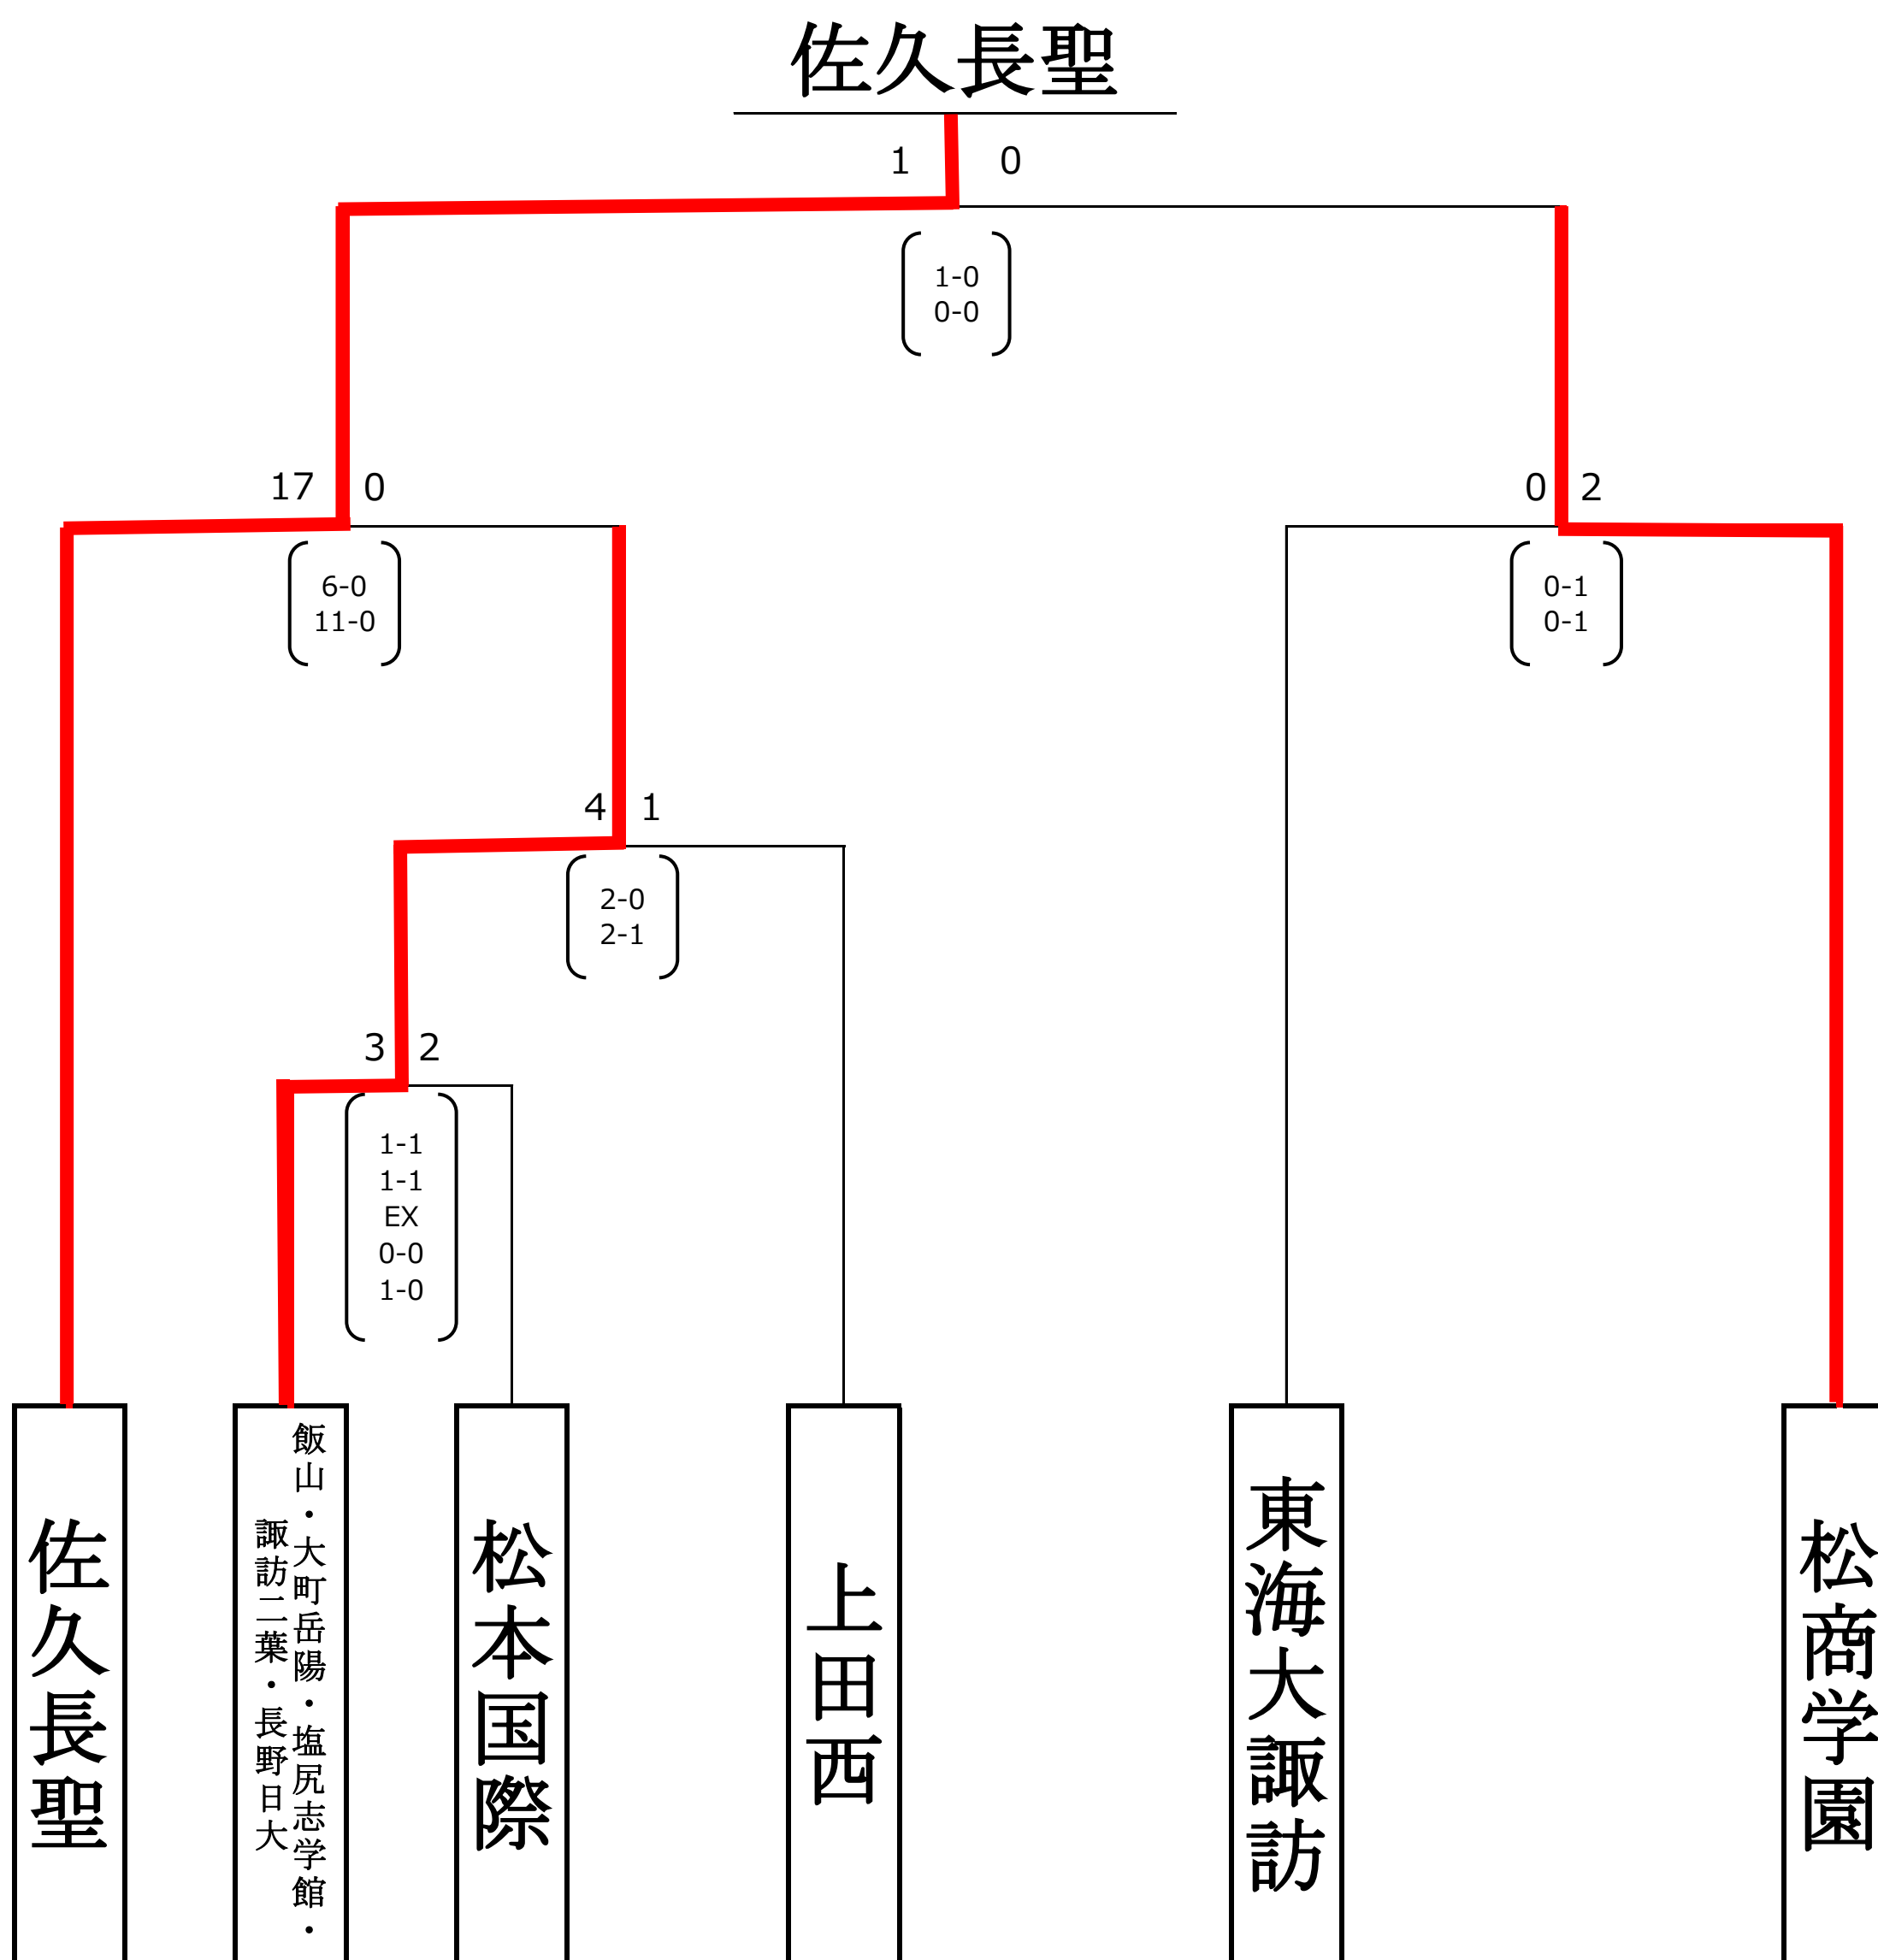 佐久長聖
1 0
1-0
0-0
17 0
0 2
6-0
11-0
0-1
0-1
4 1
2-0
2-1
3 2
1-1
1-1
EX
0-0
1-0
佐久長聖
飯山・大町岳陽・塩尻志学館・
諏訪二葉・長野日大
松本国際
上田西
東海大諏訪
松商学園